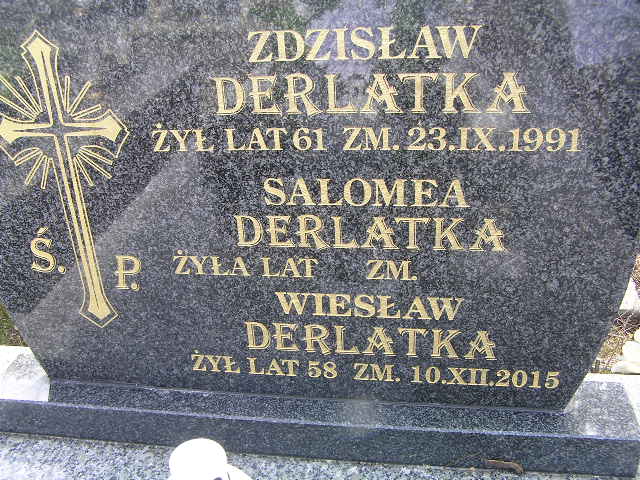 ZDZISŁAW
DERLATKA
ŻYŁ LAT 61 ZM. 23.IX.1991
SALOMEA
DERLATKA
Ś. P.
ŻYŁA LAT ZM.
WIESŁAW
DERLATKA
ŻYŁ LAT 58 ZM. 10.XII.2015